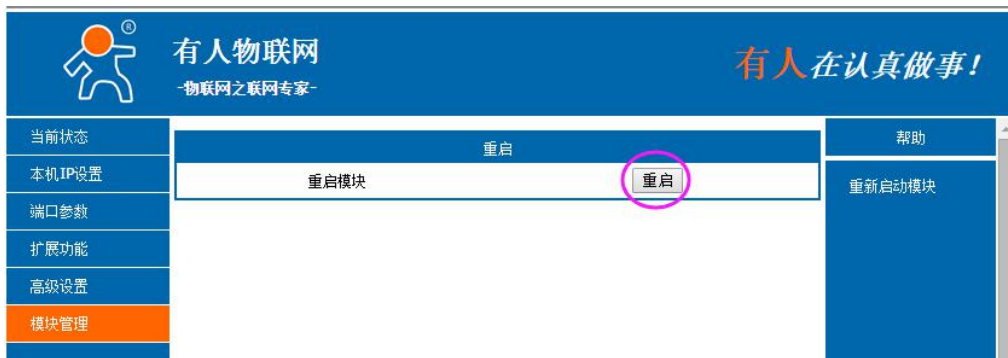 ®
有人物联网
-物联网之联网专家-
有人在认真做事!
当前状态
本机IP设置
端口参数
扩展功能
高级设置
模块管理
重启
重启模块
重启
帮助
重新启动模块